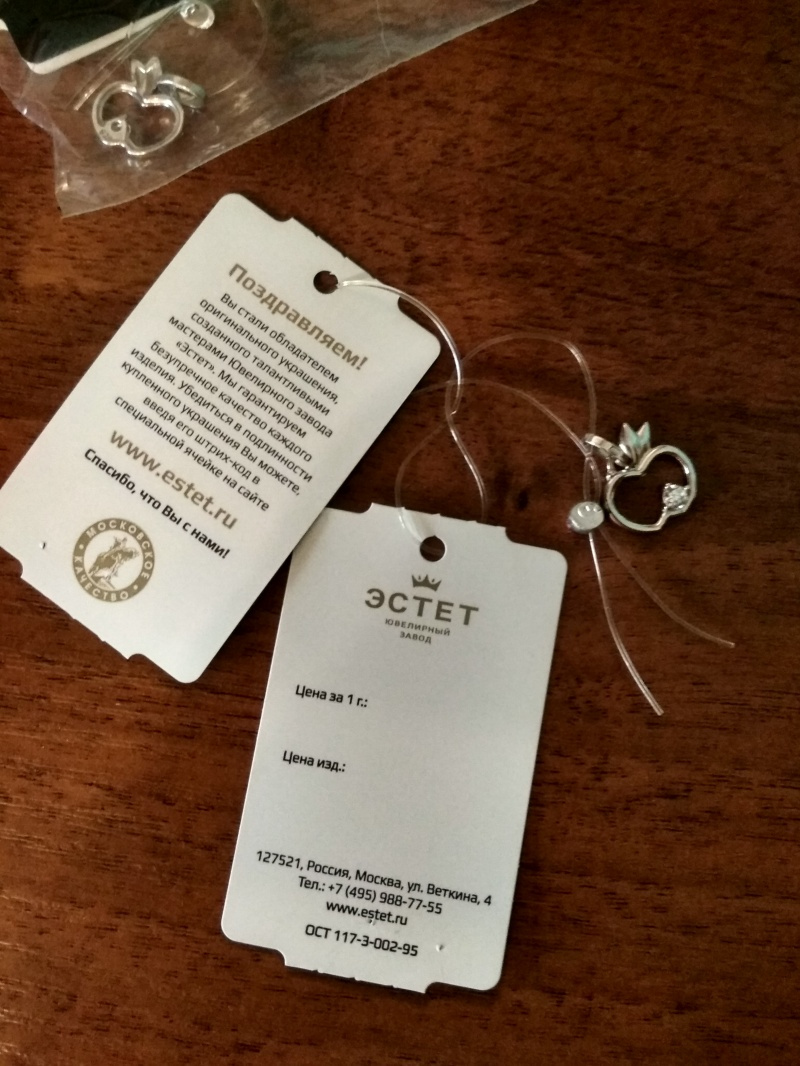 Поздравляем!
Вы стали обладателем
оригинального украшения,
созданного талантливыми
мастерами Ювелирного завода
«Эстет». Мы гарантируем
безупречное качество каждого
изделия. Убедиться в подлинности
купленного украшения Вы можете,
введя его штрих-код в
специальной ячейке на сайте
www.estet.ru
Спасибо, что Вы с нами!
МОСКОВСКОЕ
КАЧЕСТВО
ЭСТЕТ
ЮВЕЛИРНЫЙ
ЗАВОД
Цена за 1 г.:
Цена изд.:
127521, Россия, Москва, ул. Веткина, 4
Тел.: +7 (495) 988-77-55
www.estet.ru
ОСТ 117-3-002-95